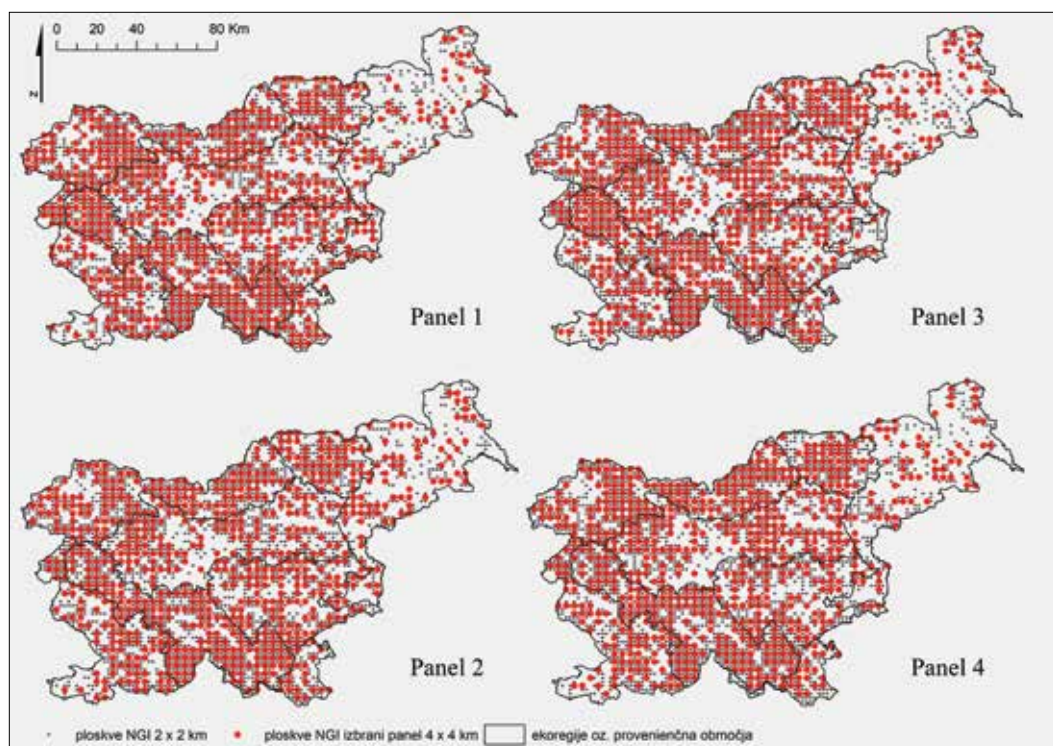 0 20 40 80 Km
N
Panel 1
Panel 3
Panel 2
Panel 4
ploskve NGI 2 x 2 km ploskve NGI izbrani panel 4 x 4 km ekoregije oz. provenienčna območja